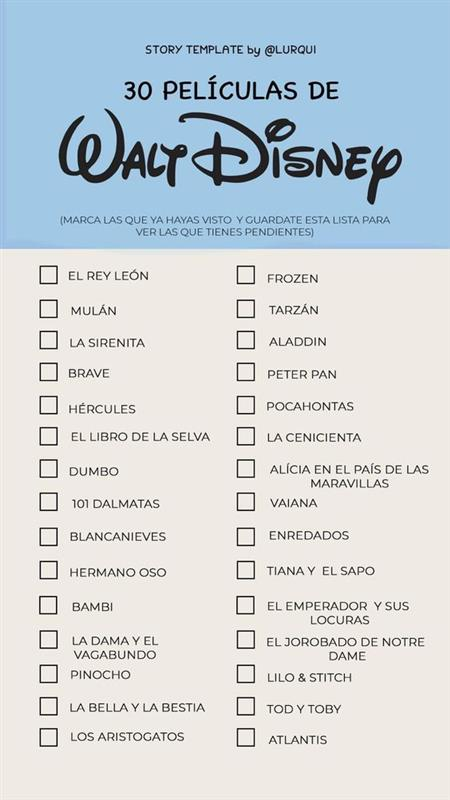 STORY TEMPLATE by @LURQUI
30 PELÍCULAS DE
WALT DISNEY
(MARCA LAS QUE YA HAYAS VISTO Y GUARDATE ESTA LISTA PARA
VER LAS QUE TIENES PENDIENTES)
EL REY LEÓN
MULÁN
LA SIRENITA
BRAVE
HÉRCULES
EL LIBRO DE LA SELVA
DUMBO
101 DALMATAS
BLANCANIEVES
HERMANO OSO
BAMBI
LA DAMA Y EL
VAGABUNDO
PINOCHO
LA BELLA Y LA BESTIA
LOS ARISTOGATOS
FROZEN
TARZÁN
ALADDIN
PETER PAN
POCAHONTAS
LA CENICIENTA
ALÍCIA EN EL PAÍS DE LAS
MARAVILLAS
VAIANA
ENREDADOS
TIANA Y EL SAPO
EL EMPERADOR Y SUS
LOCURAS
EL JOROBADO DE NOTRE
DAME
LILO & STITCH
TOD Y TOBY
ATLANTIS